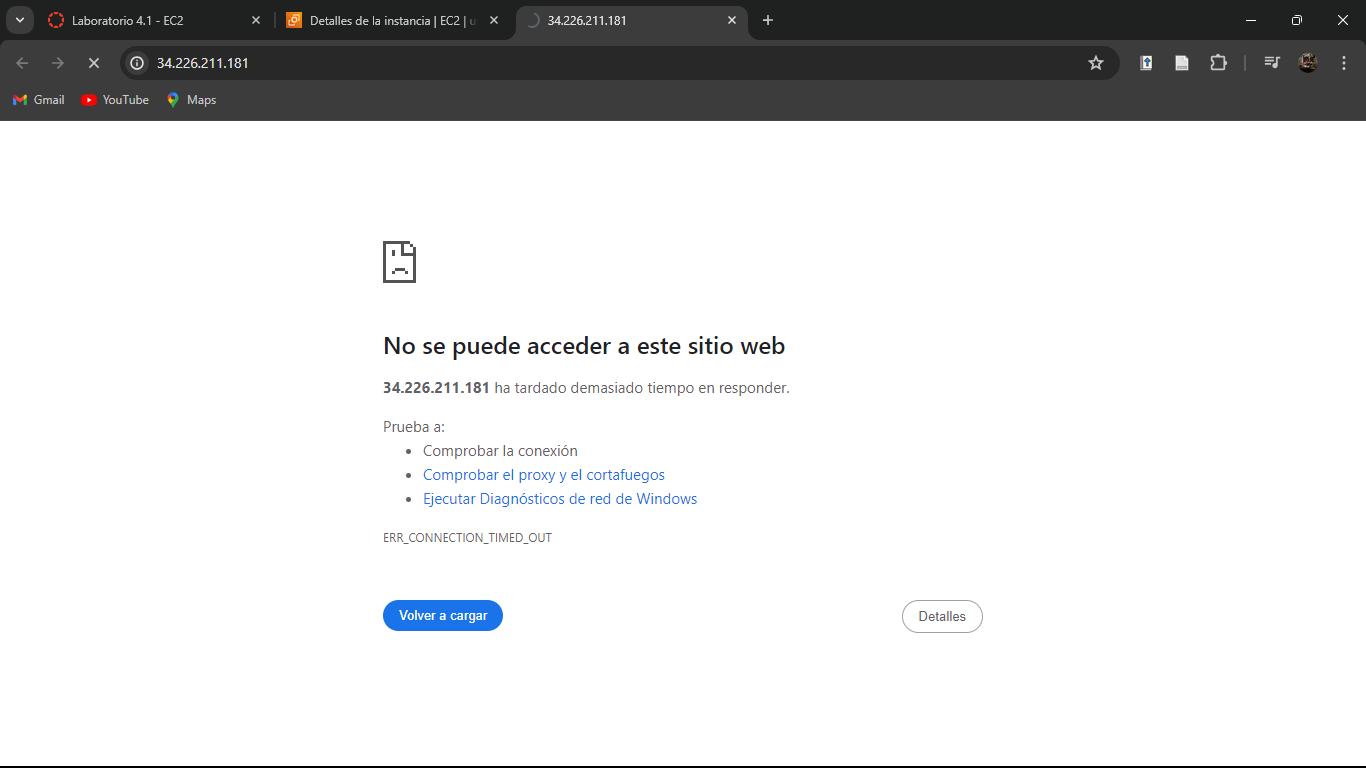 Laboratorio 4.1 - EC2
Detalles de la instancia | EC2 | u
34.226.211.181
34.226.211.181
Gmail
YouTube
Maps
No se puede acceder a este sitio web
34.226.211.181 ha tardado demasiado tiempo en responder.
Prueba a:
Comprobar la conexión
Comprobar el proxy y el cortafuegos
Ejecutar Diagnósticos de red de Windows
ERR_CONNECTION_TIMED_OUT
Volver a cargar
Detalles